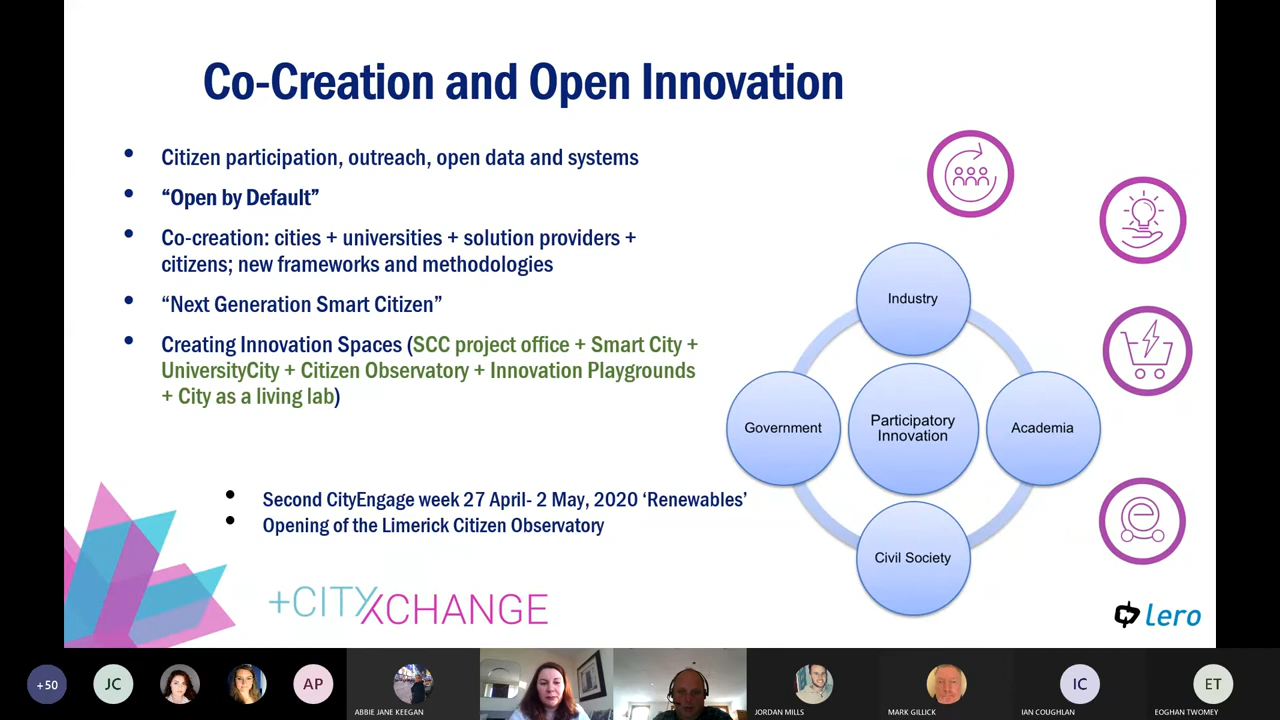 Co-Creation and Open Innovation
Citizen participation, outreach, open data and systems
“Open by Default”
Co-creation: cities + universities + solution providers +
citizens; new frameworks and methodologies
“Next Generation Smart Citizen”
Creating Innovation Spaces (SCC project office + Smart City +
UniversityCity + Citizen Observatory + Innovation Playgrounds
+ City as a living lab)
Second CityEngage week 27 April- 2 May, 2020 ‘Renewables’
Opening of the Limerick Citizen Observatory
Industry
Government
Participatory
Innovation
Academia
Civil Society
e
+CITYXCHANGE
lero
+50
JC
AP
ABBIE JANE KEEGAN
JORDAN MILLS
MARK GILLICK
IC
IAN COUGHLAN
ET
EOGHAN TWOMEY